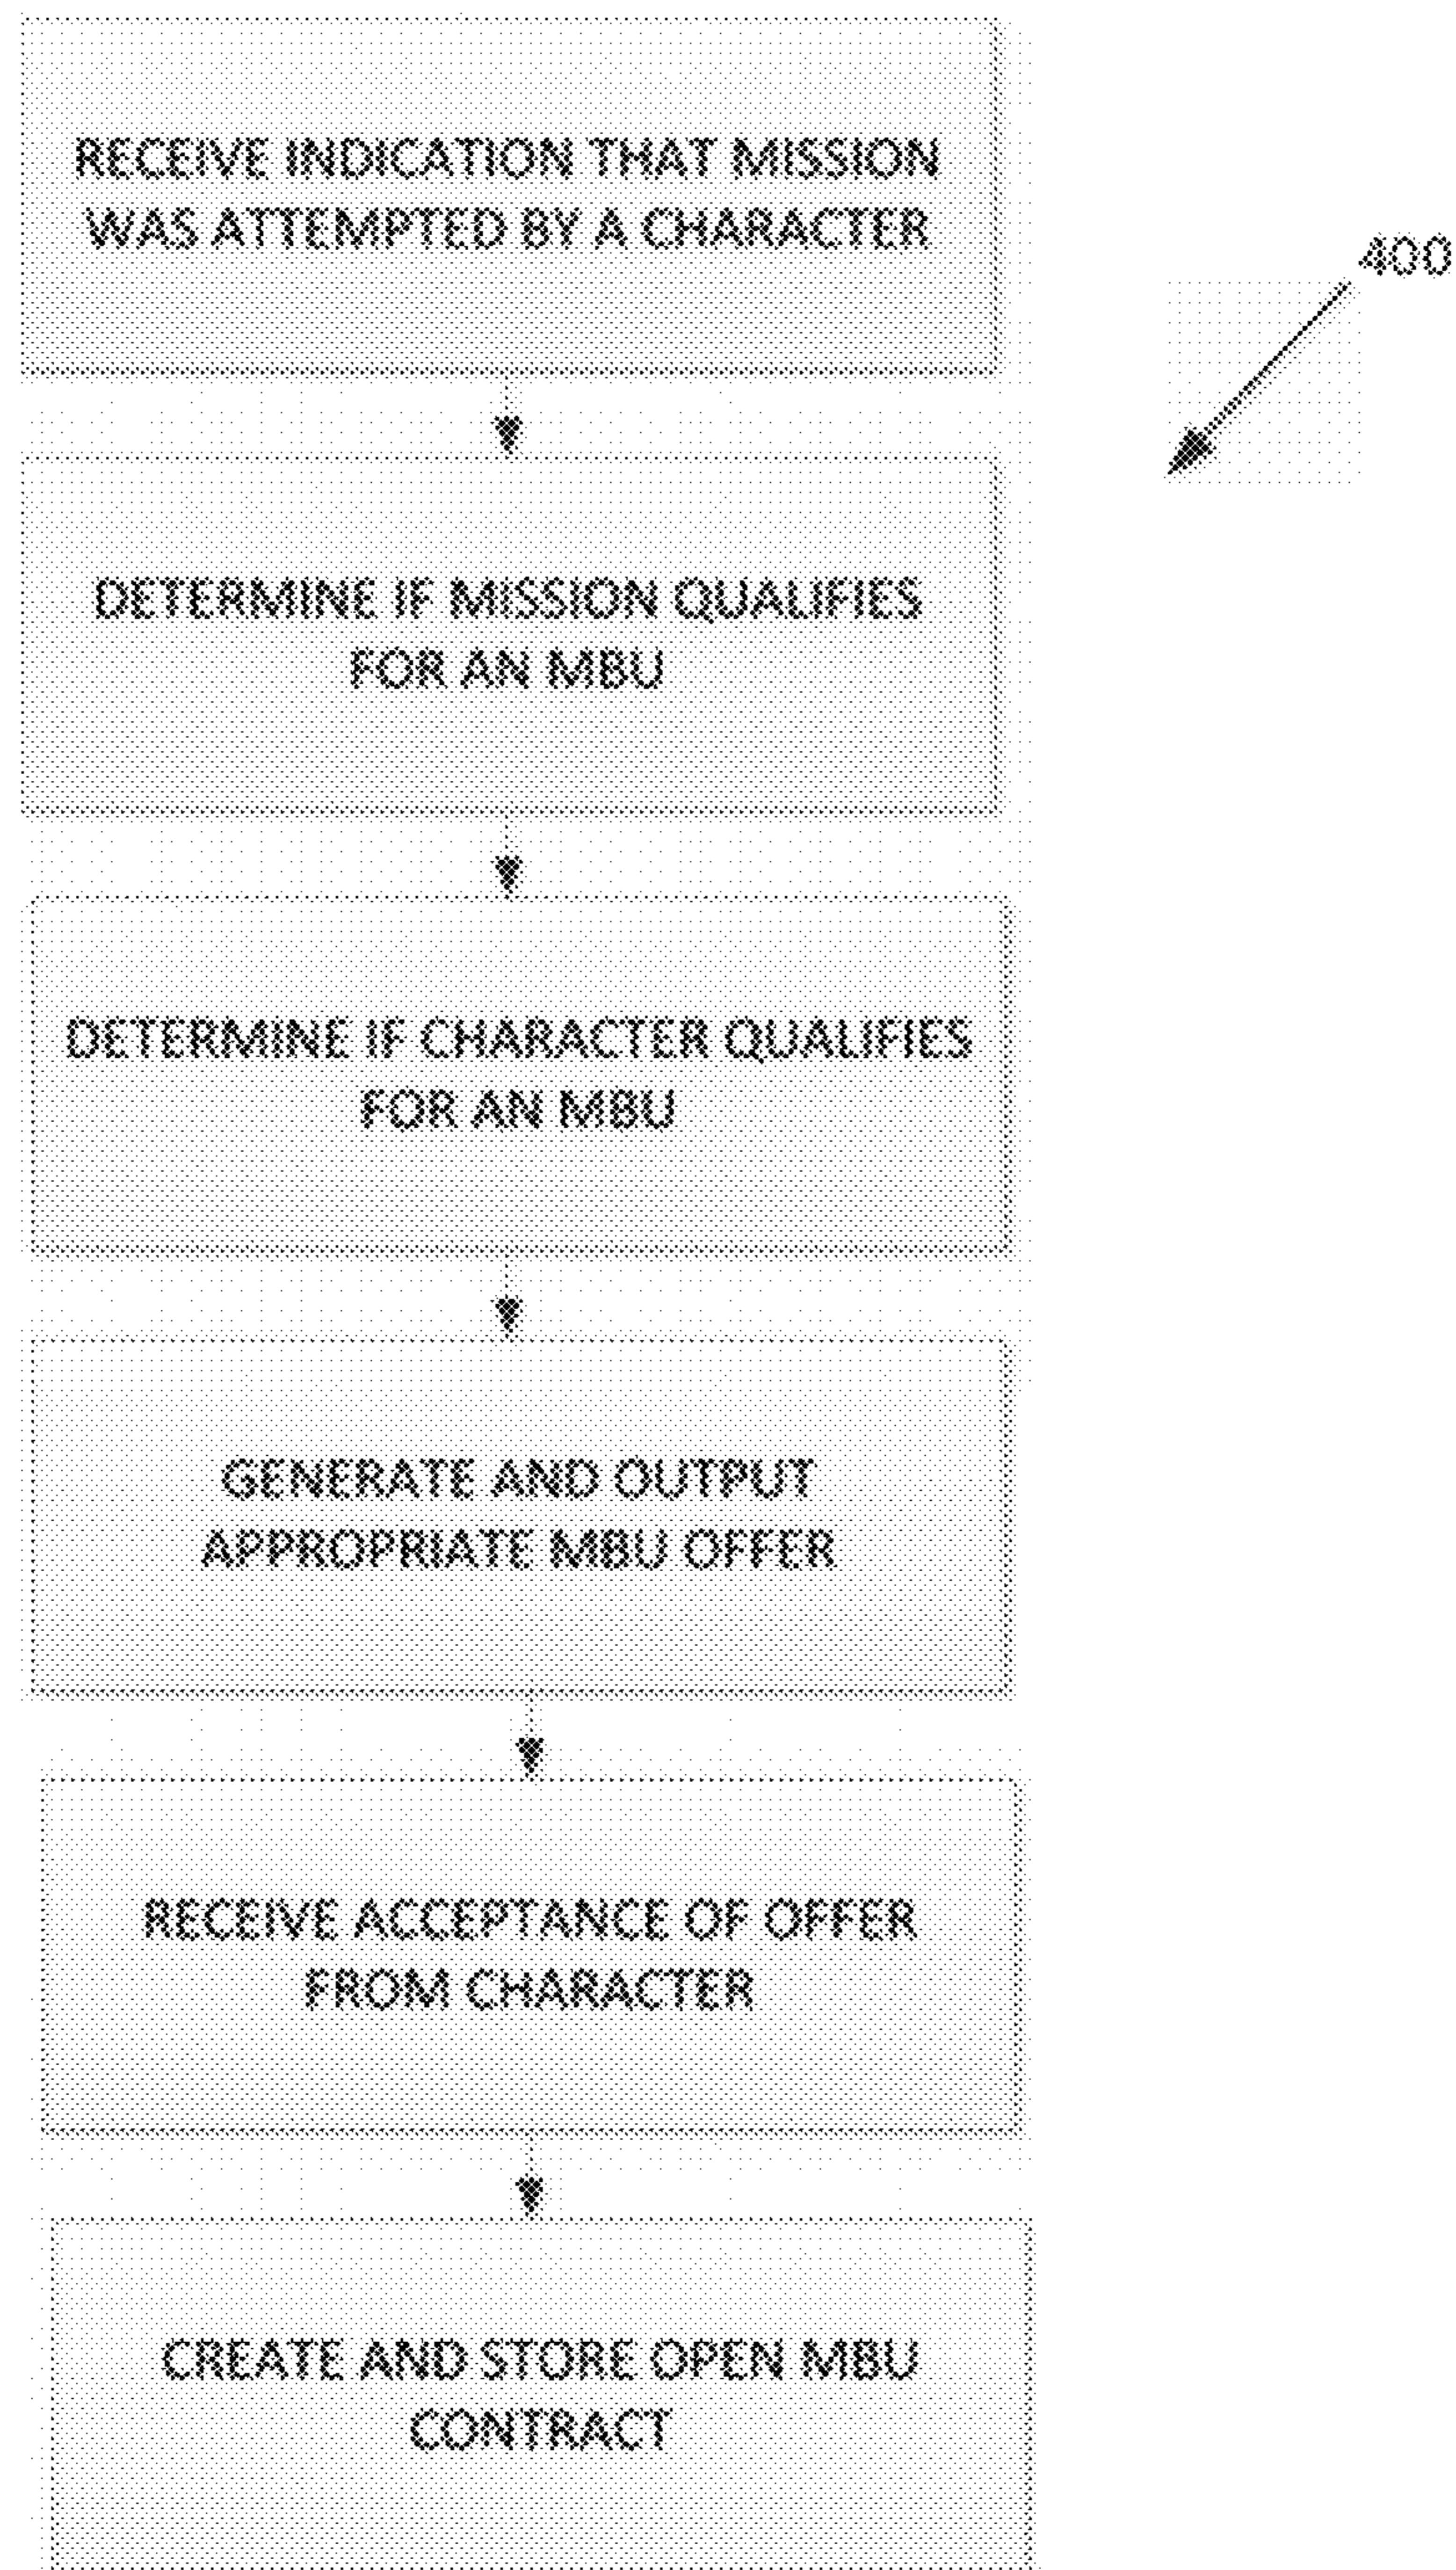 RECEIVE INDICATION THAT MISSION
WAS ATTEMPTED BY A CHARACTER
400
DETERMINE IF MISSION QUALIFIES
FOR AN MBU
DETERMINE IF CHARACTER QUALIFIES
FOR AN MBU
GENERATE AND OUTPUT
APPROPRIATE MBU OFFER
RECEIVE ACCEPTANCE OF OFFER
FROM CHARACTER
CREATE AND STORE OPEN MBU
CONTRACT